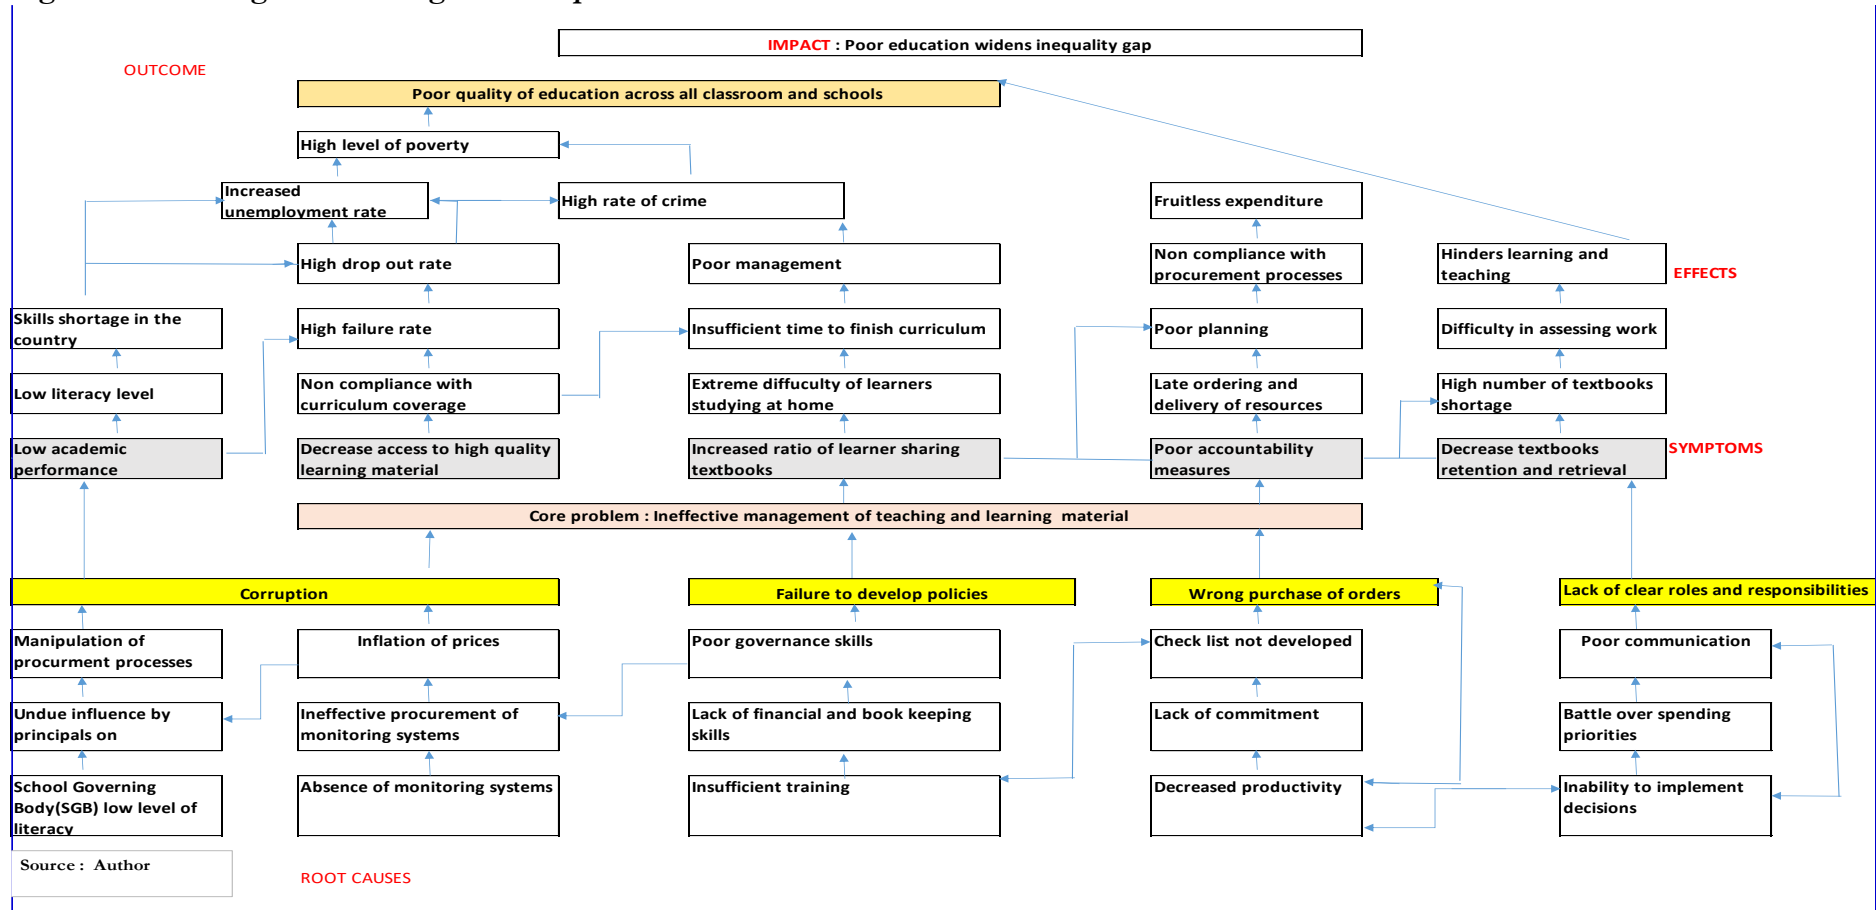 IMPACT : Poor education widens inequality gap
OUTCOME
Poor quality of education across all classroom and schools
High level of poverty
Increased
unemployment rate
High rate of crime
Fruitless expenditure
High drop out rate
Poor management
Non compliance with
procurement processes
Hinders learning and
teaching
EFFECTS
Skills shortage in the
country
High failure rate
Insufficient time to finish curriculum
Poor planning
Difficulty in assessing work
Low literacy level
Non compliance with
curriculum coverage
Extreme diffuculty of learners
studying at home
Late ordering and
delivery of resources
High number of textbooks
shortage
Low academic
performance
Decrease access to high quality
learning material
Increased ratio of learner sharing
textbooks
Poor accountability
measures
Decrease textbooks
retention and retrieval
SYMPTOMS
Core problem : Ineffective management of teaching and learning material
Corruption
Failure to develop policies
Wrong purchase of orders
Lack of clear roles and responsibilities
Manipulation of
procurment processes
Inflation of prices
Poor governance skills
Check list not developed
Poor communication
Undue influence by
principals on
Ineffective procurement of
monitoring systems
Lack of financial and book keeping
skills
Lack of commitment
Battle over spending
priorities
School Governing
Body(SGB) low level of
literacy
Absence of monitoring systems
Insufficient training
Decreased productivity
Inability to implement
decisions
Source : Author
ROOT CAUSES